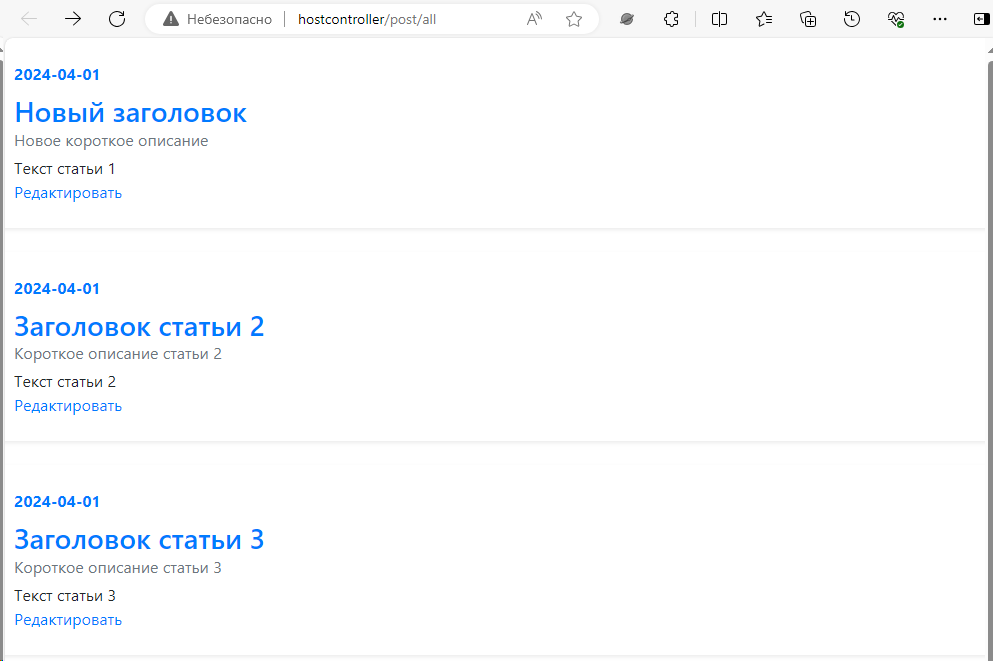 Небезопасно hostcontroller/post/all
2024-04-01
Новый заголовок
Новое короткое описание
Текст статьи 1
Редактировать
2024-04-01
Заголовок статьи 2
Короткое описание статьи 2
Текст статьи 2
Редактировать
2024-04-01
Заголовок статьи 3
Короткое описание статьи 3
Текст статьи 3
Редактировать